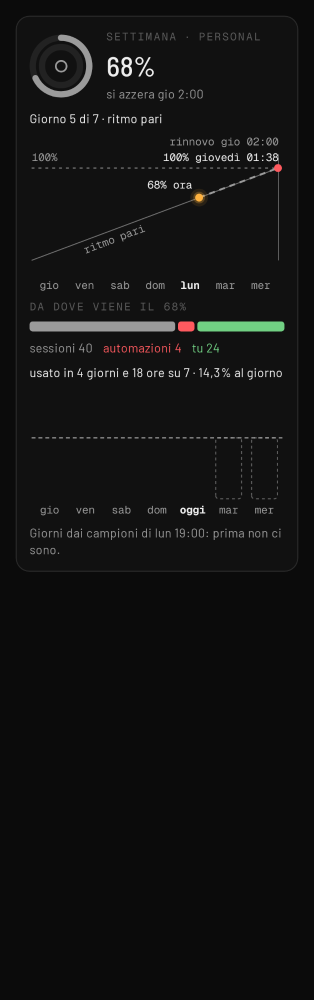 SETTIMANA · PERSONAL
68%
si azzera gio 2:00
Giorno 5 di 7 · ritmo pari
rinnovo gio 02:00
100% 100% giovedì 01:38
68% ora
ritmo pari
gio ven sab dom lun mar mer
DA DOVE VIENE IL 68%
sessioni 40 automazioni 4 tu 24
usato in 4 giorni e 18 ore su 7 · 14,3% al giorno
gio ven sab dom oggi mar mer
Giorni dai campioni di lun 19:00: prima non ci
sono.